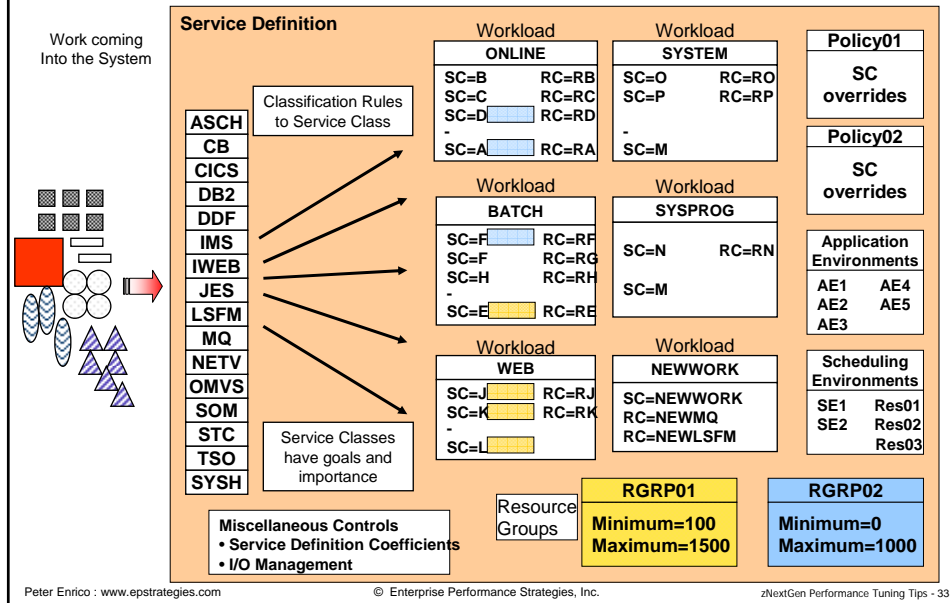 Service Definition
Work coming
Into the System
ASCH
CB
CICS
DB2
DDF
IMS
IWEB
JES
LSFM
MQ
NETV
OMVS
SOM
STC
TSO
SYSH
Classification Rules
to Service Class
Service Classes
have goals and
importance
Miscellaneous Controls
• Service Definition Coefficients
• I/O Management
Workload
ONLINE
SC=B RC=RB
SC=C RC=RC
SC=D RC=RD
-
SC=A RC=RA
Workload
SYSTEM
SC=O RC=RO
SC=P RC=RP
-
SC=M
Workload
BATCH
SC=F RC=RF
SC=F RC=RG
SC=H RC=RH
-
SC=E RC=RE
Workload
SYSPROG
SC=N RC=RN
SC=M
Workload
WEB
SC=J RC=RJ
SC=K RC=RK
-
SC=L
Workload
NEWWORK
SC=NEWWORK
RC=NEWMQ
RC=NEWLSFM
Policy01
SC
overrides
Policy02
SC
overrides
Application
Environments
AE1 AE4
AE2 AE5
AE3
Scheduling
Environments
SE1 Res01
SE2 Res02
Res03
Resource
Groups
RGRP01
Minimum=100
Maximum=1500
RGRP02
Minimum=0
Maximum=1000
Peter Enrico : www.epstrategies.com
© Enterprise Performance Strategies, Inc.
zNextGen Performance Tuning Tips - 33